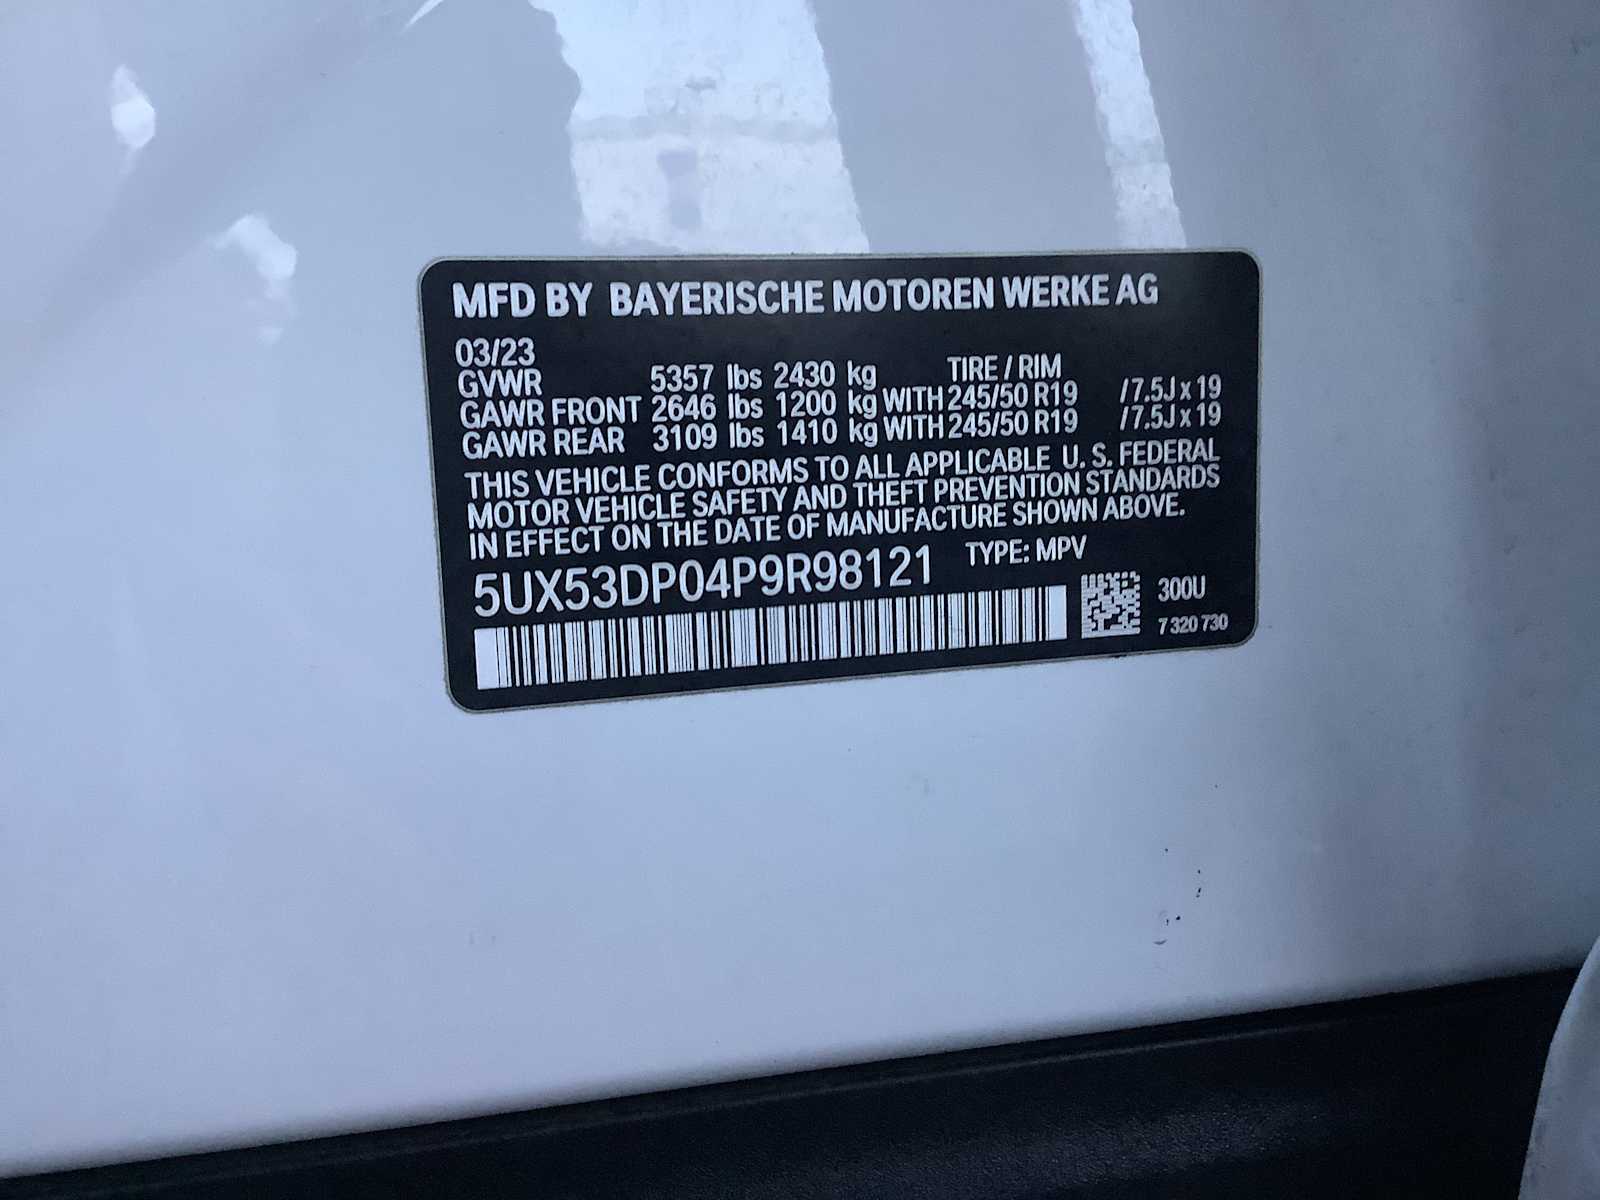 MFD BY BAYERISCHE MOTOREN WERKE AG
03/23
GVWR 5357 lbs 2430 kg TIRE / RIM
GAWR FRONT 2646 lbs 1200 kg WITH 245/50 R19 /7.5J x 19
GAWR REAR 3109 lbs 1410 kg WITH 245/50 R19 /7.5J x 19
THIS VEHICLE CONFORMS TO ALL APPLICABLE U. S. FEDERAL
MOTOR VEHICLE SAFETY AND THEFT PREVENTION STANDARDS
IN EFFECT ON THE DATE OF MANUFACTURE SHOWN ABOVE.
5UX53DP04P9R98121 TYPE: MPV
300U
7 320 730